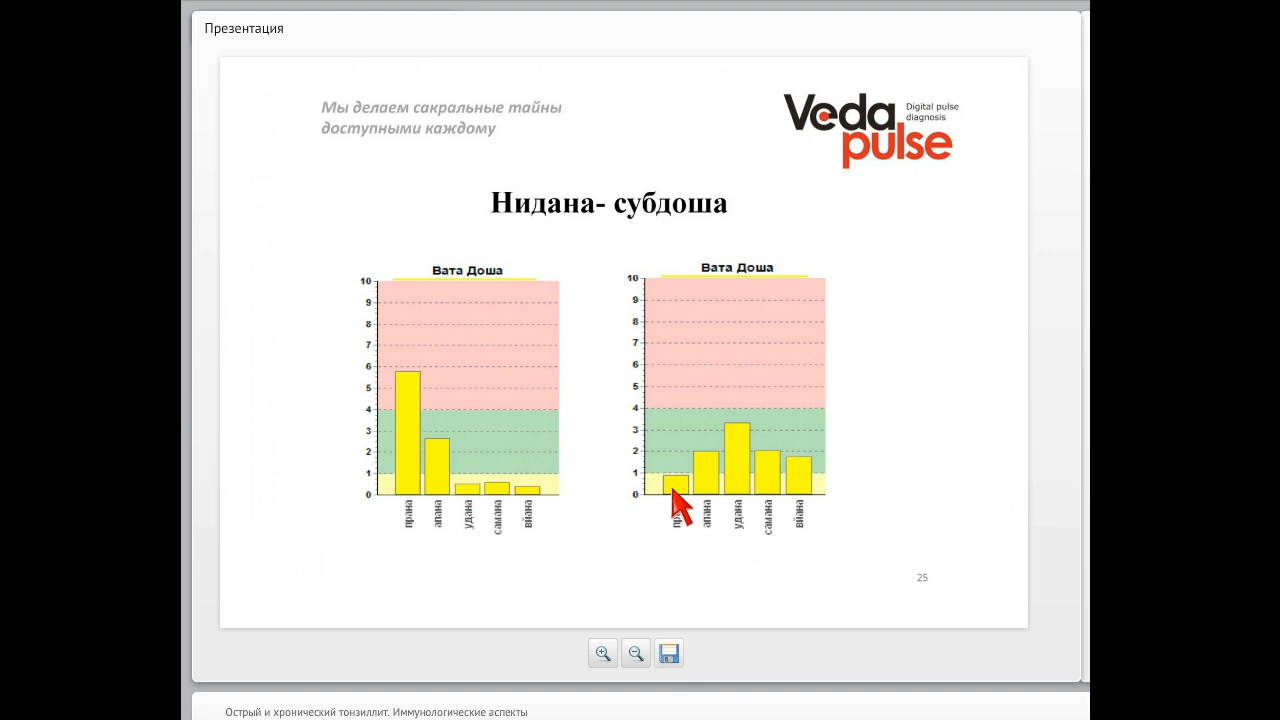 Презентация
Мы делаем сакральные тайны
доступными каждому
Veda
pulse
Digital pulse
diagnosis
Нидана- субдоша
Вата Доша
10
9
8
7
6
5
4
3
2
1
0
прана
апана
удана
самана
вйана
Вата Доша
10
9
8
7
6
5
4
3
2
1
0
апана
удана
самана
вйана
25
Острый и хронический тонзиллит. Иммунологические аспекты